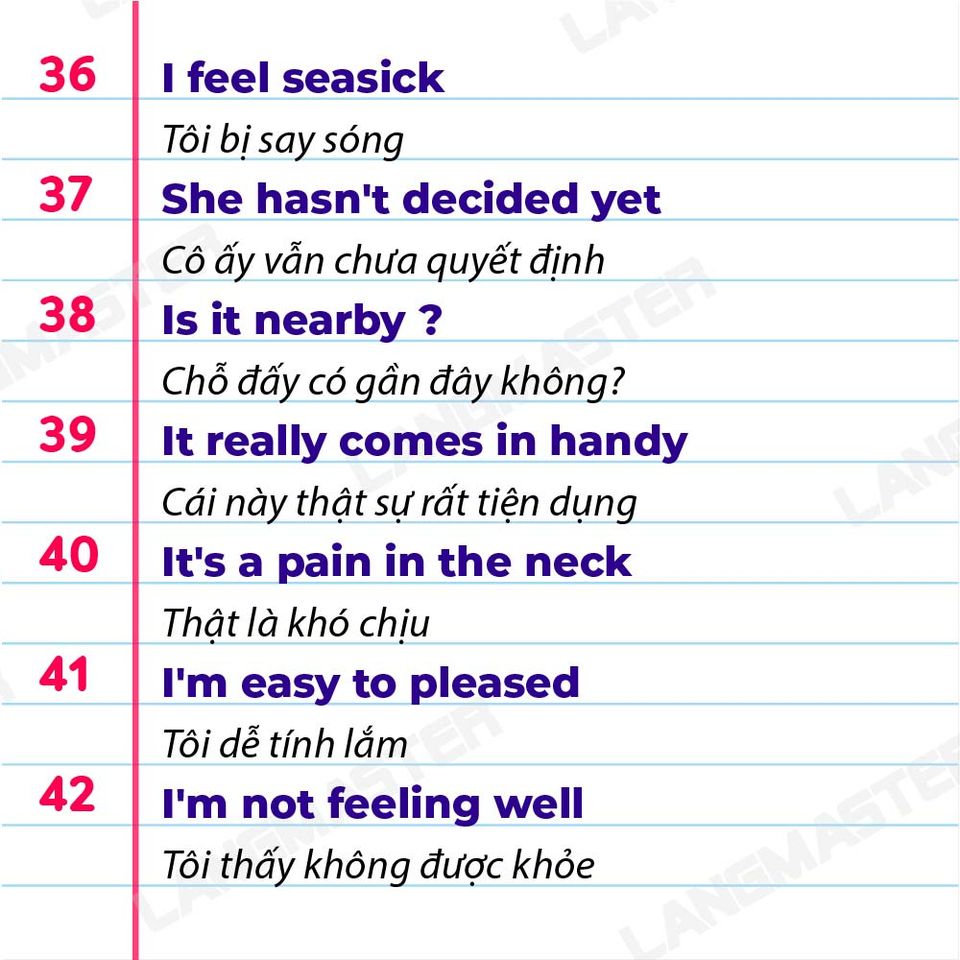 36 I feel seasick
Tôi bị say sóng
37 She hasn't decided yet
Cô ấy vẫn chưa quyết định
38 Is it nearby ?
Chỗ đấy có gần đây không?
39 It really comes in handy
Cái này thật sự rất tiện dụng
40 It's a pain in the neck
Thật là khó chịu
41 I'm easy to pleased
Tôi dễ tính lắm
42 I'm not feeling well
Tôi thấy không được khỏe
LANGMASTER
LANGMASTER
LANGMASTER
LANGMASTER